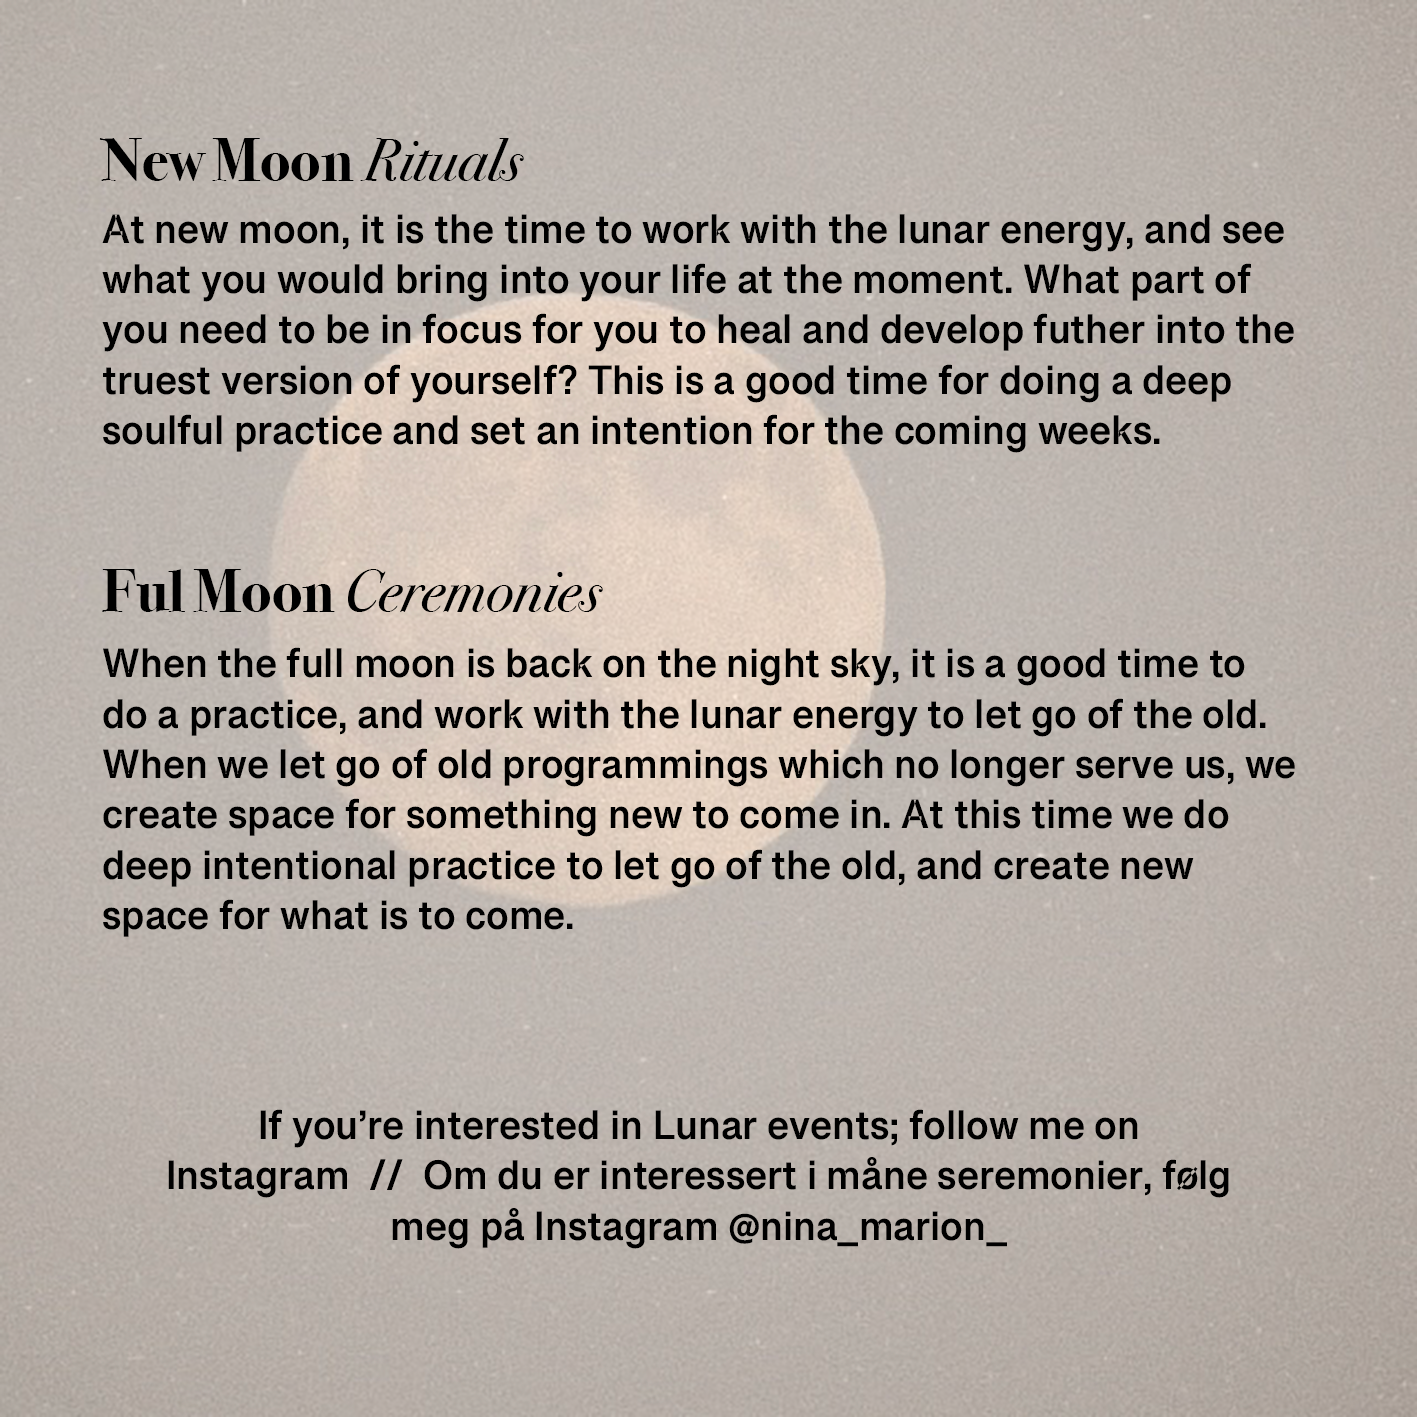 New Moon Rituals
At new moon, it is the time to work with the lunar energy, and see
what you would bring into your life at the moment. What part of
you need to be in focus for you to heal and develop futher into the
truest version of yourself? This is a good time for doing a deep
soulful practice and set an intention for the coming weeks.
Ful Moon Ceremonies
When the full moon is back on the night sky, it is a good time to
do a practice, and work with the lunar energy to let go of the old.
When we let go of old programmings which no longer serve us, we
create space for something new to come in. At this time we do
deep intentional practice to let go of the old, and create new
space for what is to come.
If you’re interested in Lunar events; follow me on
Instagram // Om du er interessert i måne seremonier, følg
meg på Instagram @nina_marion_